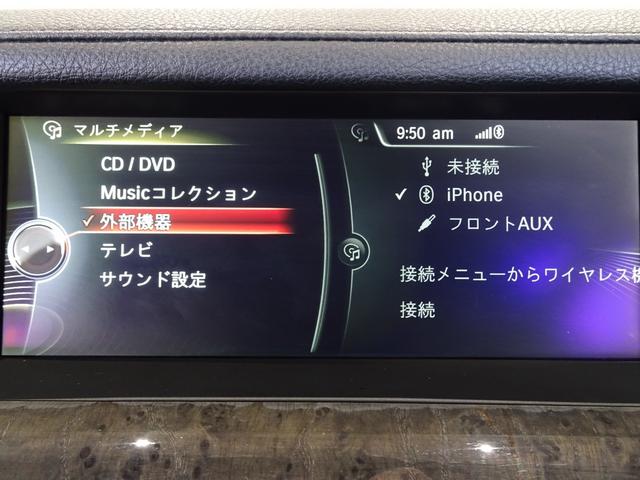 マルチメディア
CD / DVD
Musicコレクション
外部機器
テレビ
サウンド設定
9:50 am
未接続
iPhone
フロントAUX
接続メニューからワイヤレス
接続